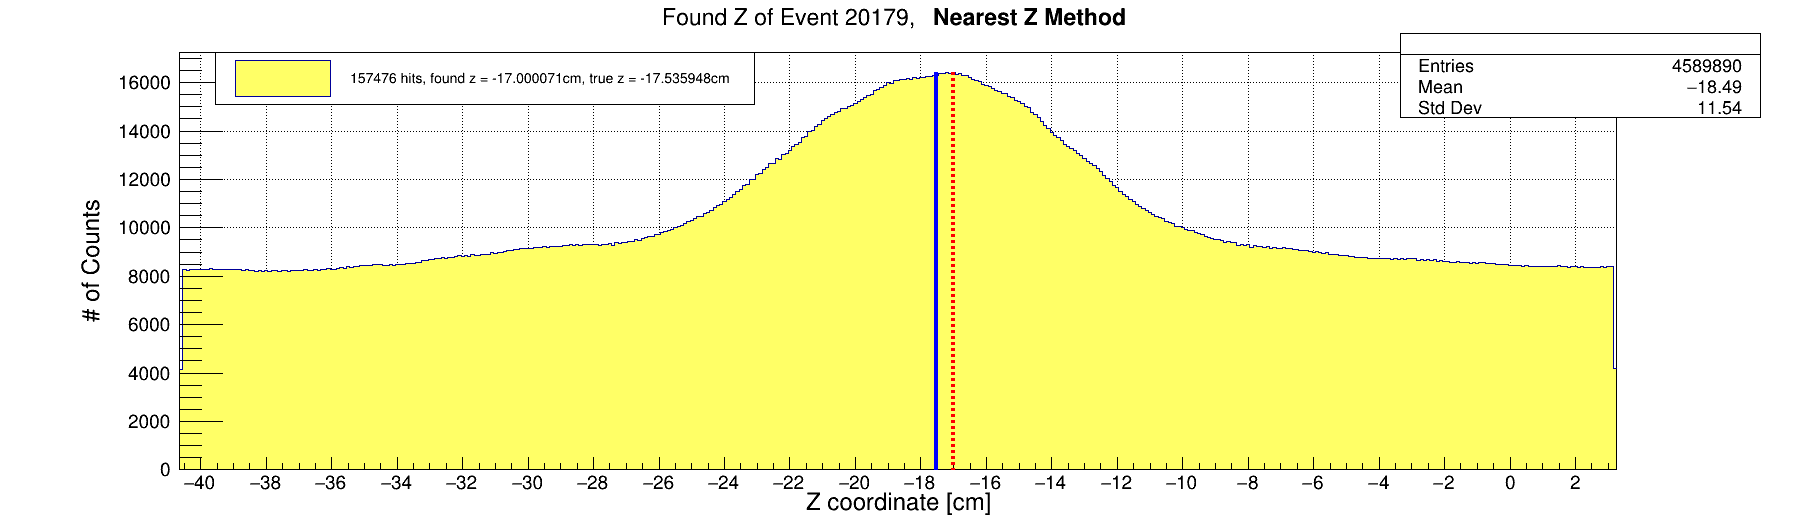 Found Z of Event 20179, Nearest Z Method
157476 hits, found z = -17.000071cm, true z = -17.535948cm
Entries 4589890
Mean −18.49
Std Dev 11.54
# of Counts
16000
14000
12000
10000
8000
6000
4000
2000
0
−40 −38 −36 −34 −32 −30 −28 −26 −24 −22 −20 −18 −16 −14 −12 −10 −8 −6 −4 −2 0 2
Z coordinate [cm]